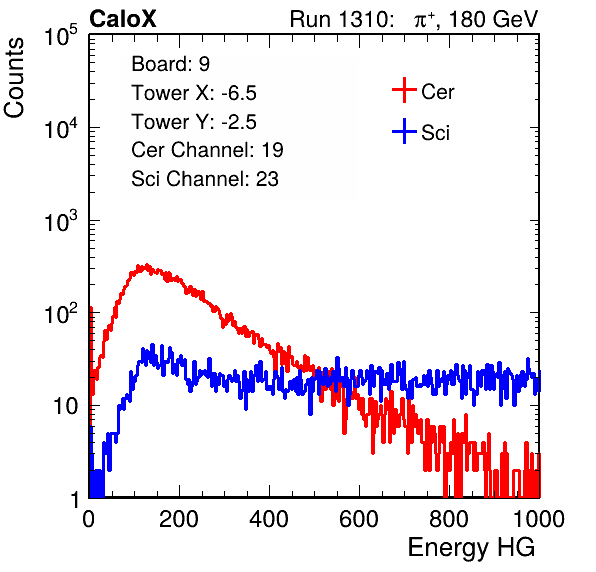 CaloX Run 1310: π⁺, 180 GeV
Counts
10⁵
10⁴
10³
10²
10
1
Board: 9
Tower X: -6.5
Tower Y: -2.5
Cer Channel: 19
Sci Channel: 23
Cer
Sci
0 200 400 600 800 1000
Energy HG